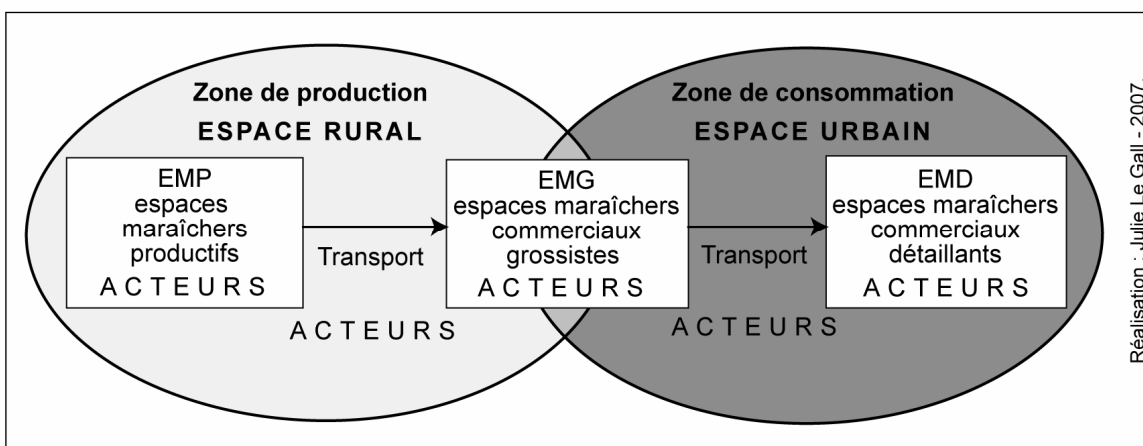 Zone de production
ESPACE RURAL
EMP
espaces
maraîchers
productifs
ACTEURS
Transport
ACTEURS
EMG
espaces maraîchers
commerciaux
grossistes
ACTEURS
Zone de consommation
ESPACE URBAIN
Transport
ACTEURS
EMD
espaces maraîchers
commerciaux
détaillants
ACTEURS
Réalisation : Julie Le Gall - 2007.